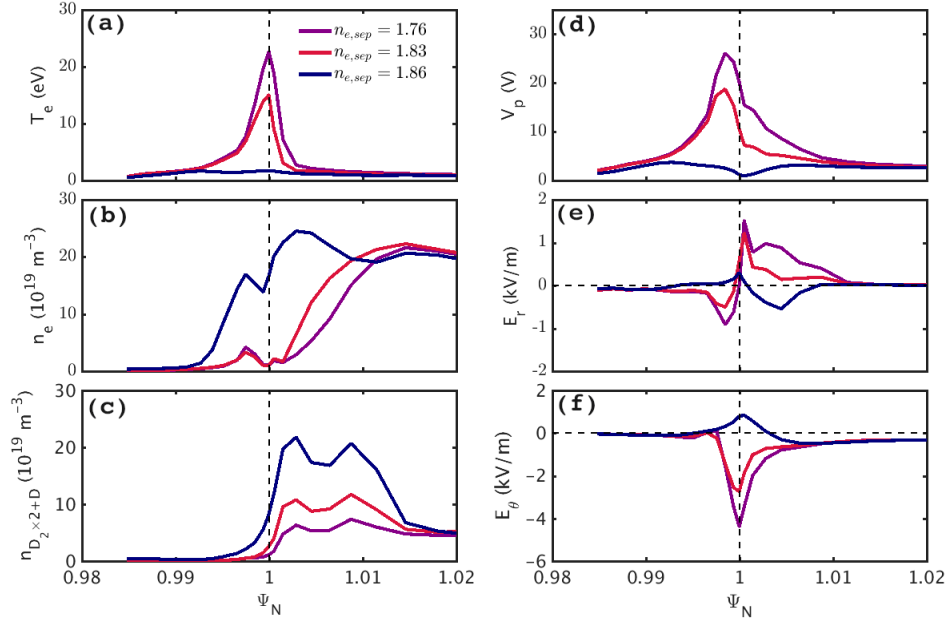 (a)
T_e (eV)
30
20
10
0
n_{e,sep} = 1.76
n_{e,sep} = 1.83
n_{e,sep} = 1.86
(b)
n_e (10^{19} m^{-3})
30
20
10
0
(c)
n_{D_2×2+D} (10^{19} m^{-3})
30
20
10
0
0.98 0.99 1 1.01 1.02
Ψ_N
(d)
V_p (V)
30
20
10
0
(e)
E_r (kV/m)
2
1
0
-1
-2
(f)
E_θ (kV/m)
2
0
-2
-4
-6
0.98 0.99 1 1.01 1.02
Ψ_N